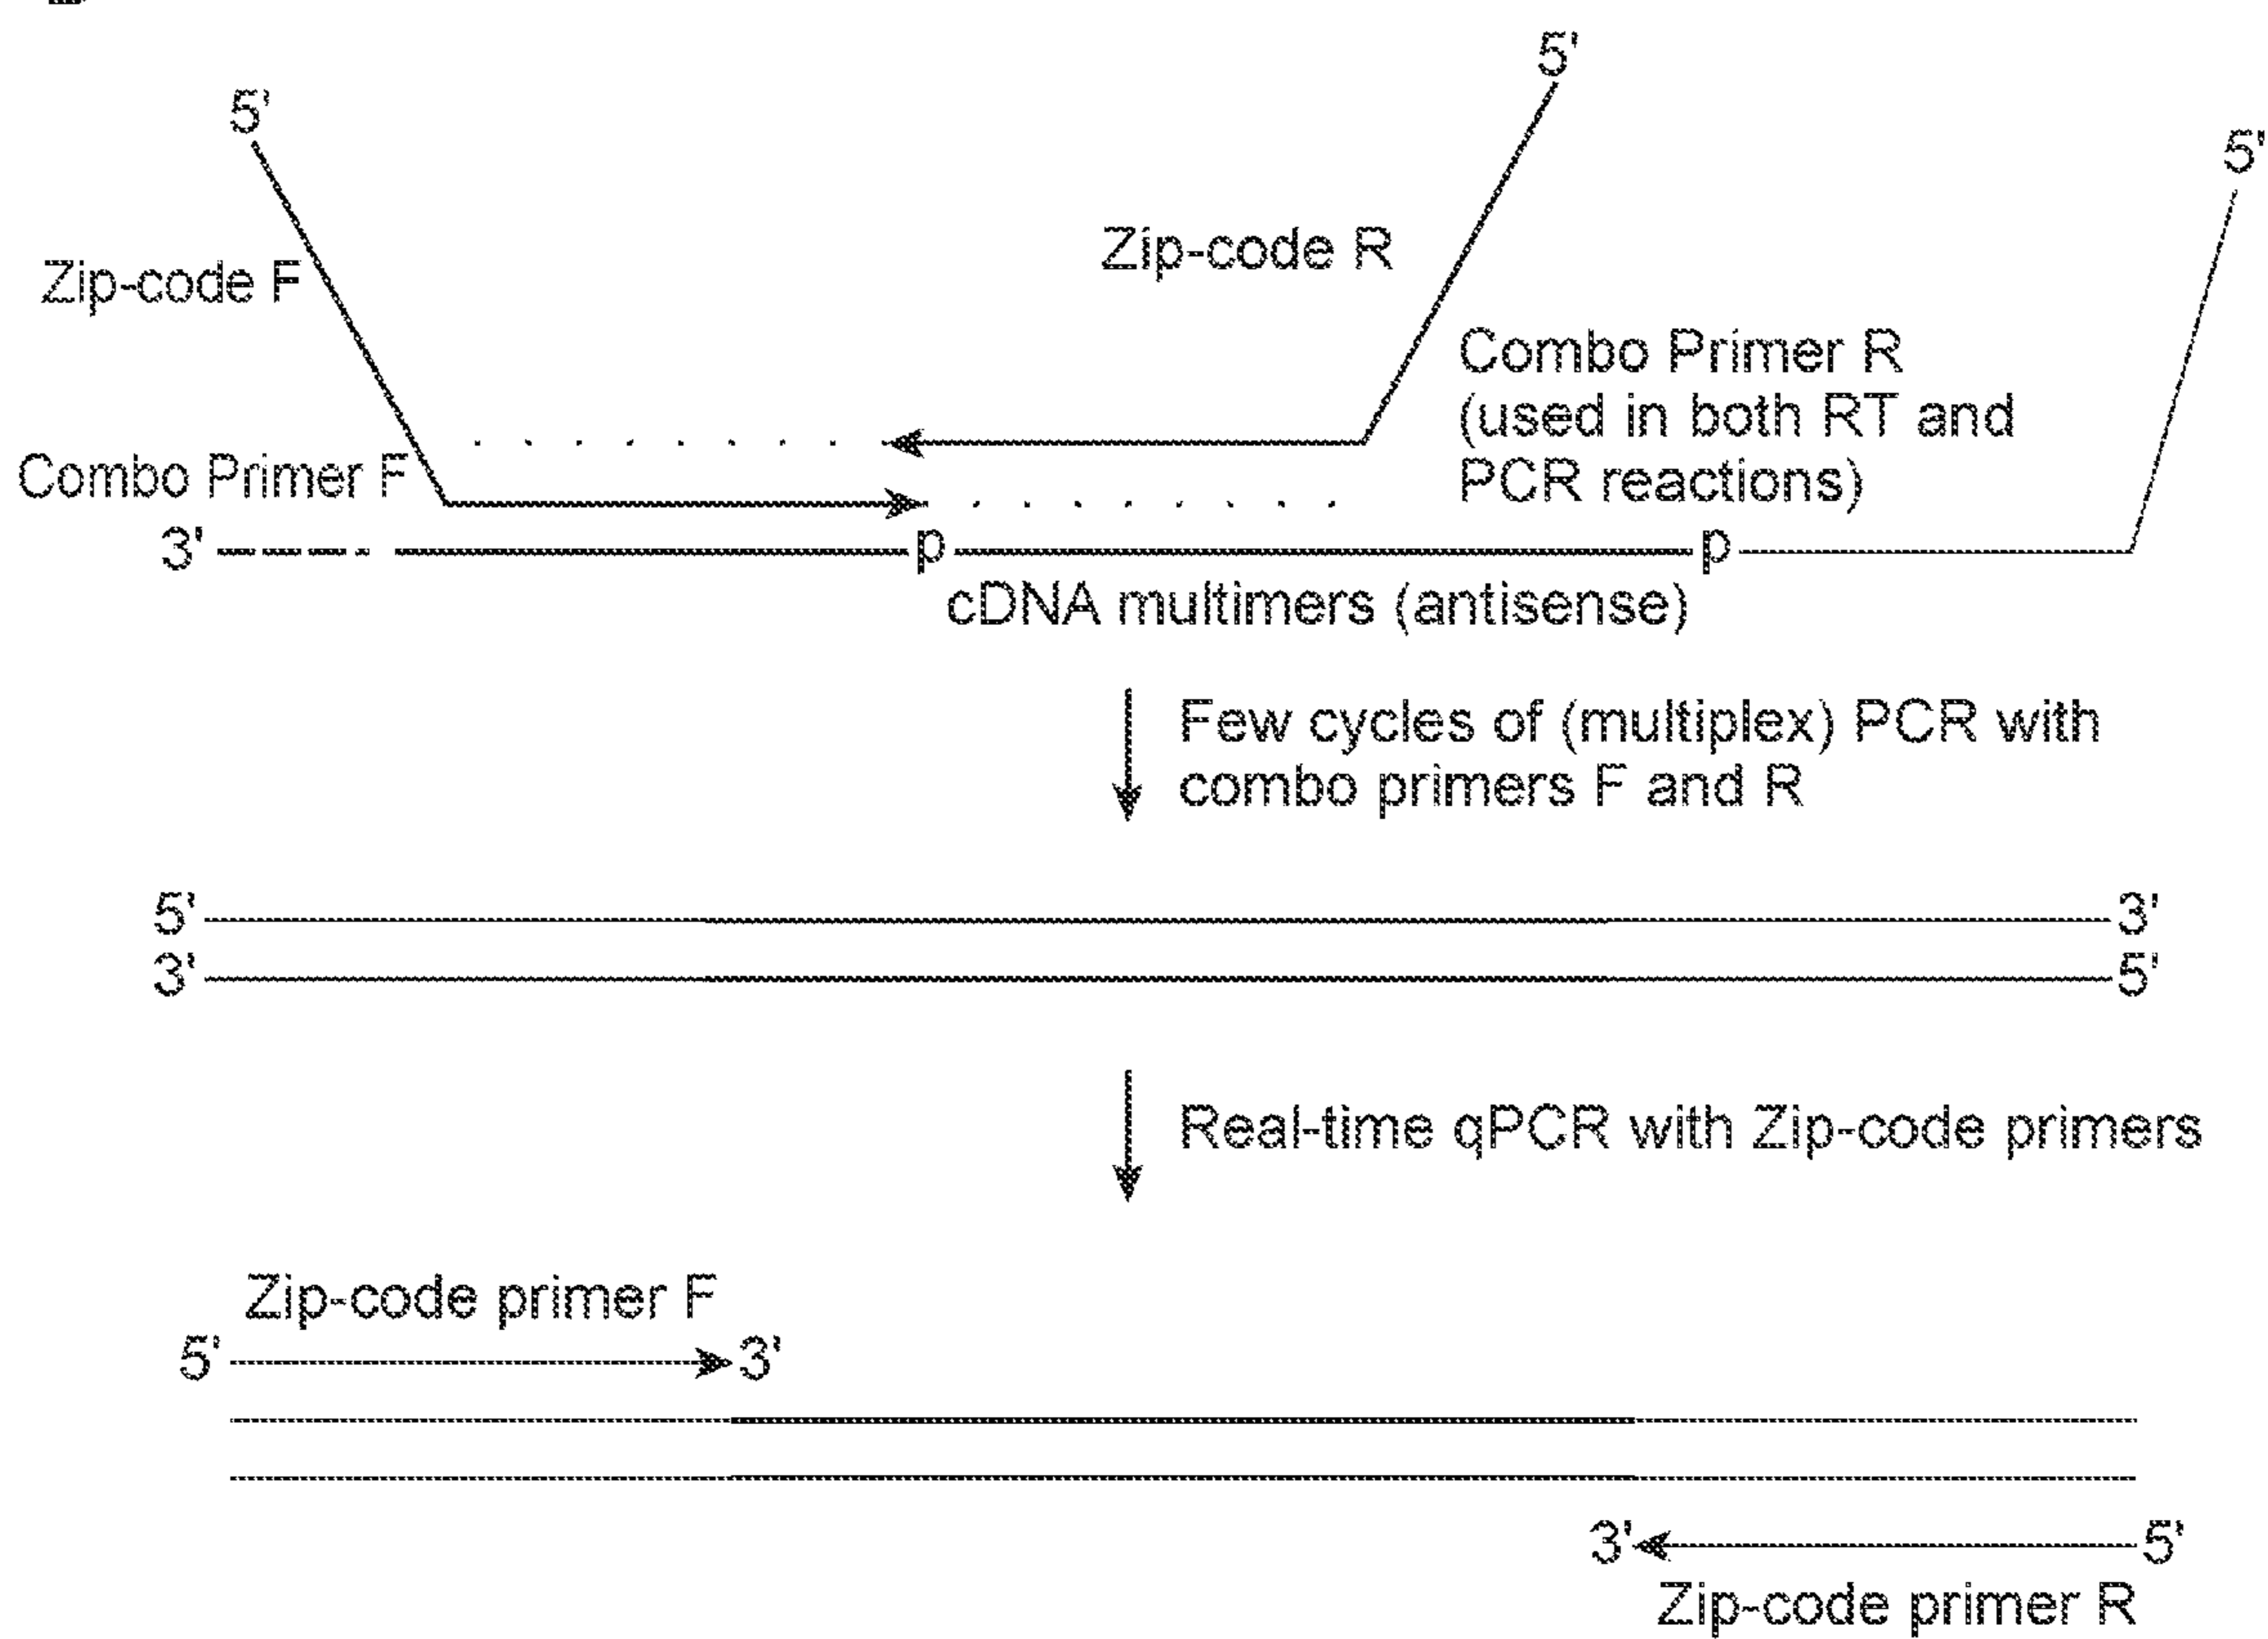 5'
5'
5'
Zip-code F
Zip-code R
Combo Primer R
(used in both RT and
PCR reactions)
Combo Primer F
3'
p
p
cDNA multimers (antisense)
Few cycles of (multiplex) PCR with
combo primers F and R
5'
3'
3'
5'
Real-time qPCR with Zip-code primers
Zip-code primer F
5'
3'
3'
5'
Zip-code primer R